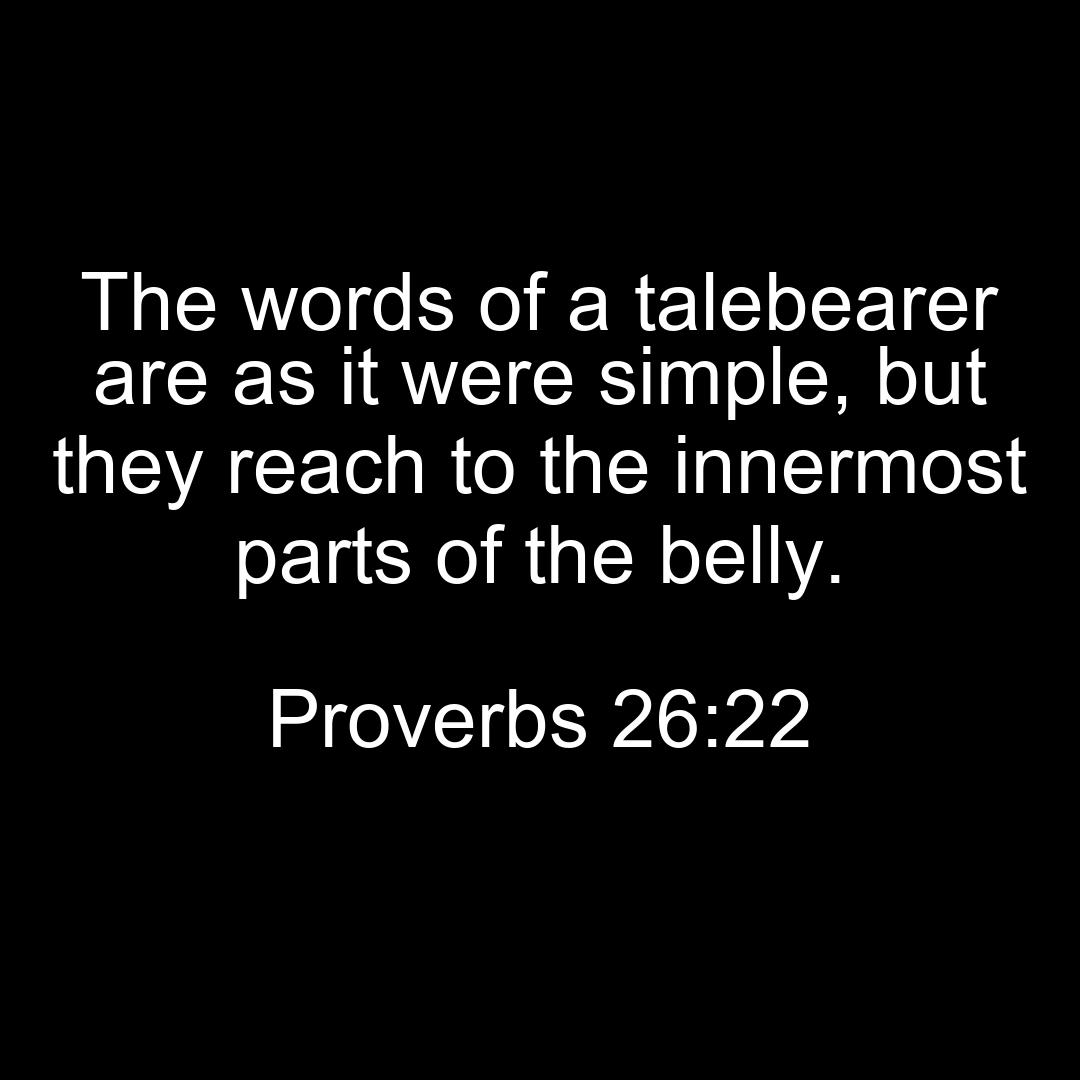 The words of a talebearer
are as it were simple, but
they reach to the innermost
parts of the belly.
Proverbs 26:22